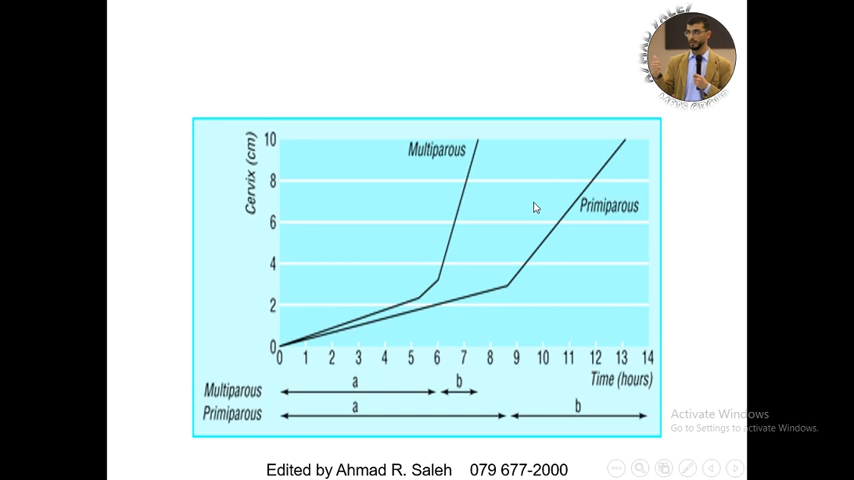 AHMAD SALEH
10
Multiparous
Cervix (cm)
8
Primiparous
6
4
2
0
0 1 2 3 4 5 6 7 8 9 10 11 12 13 14
Time (hours)
Multiparous a b
Primiparous a b
Activate Windows
Go to Settings to activate Windows.
Edited by Ahmad R. Saleh 079 677-2000